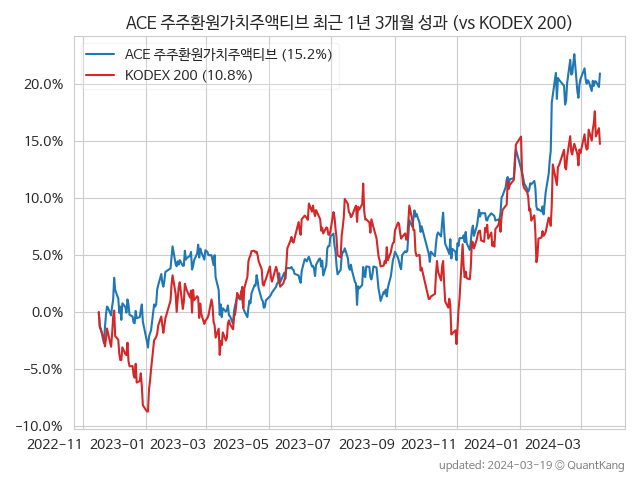 ACE 주주환원가치주액티브 최근 1년 3개월 성과 (vs KODEX 200)
ACE 주주환원가치주액티브 (15.2%)
KODEX 200 (10.8%)
20.0%
15.0%
10.0%
5.0%
0.0%
−5.0%
−10.0%
2022-11 2023-01 2023-03 2023-05 2023-07 2023-09 2023-11 2024-01 2024-03
updated: 2024-03-19 ⓒ QuantKang